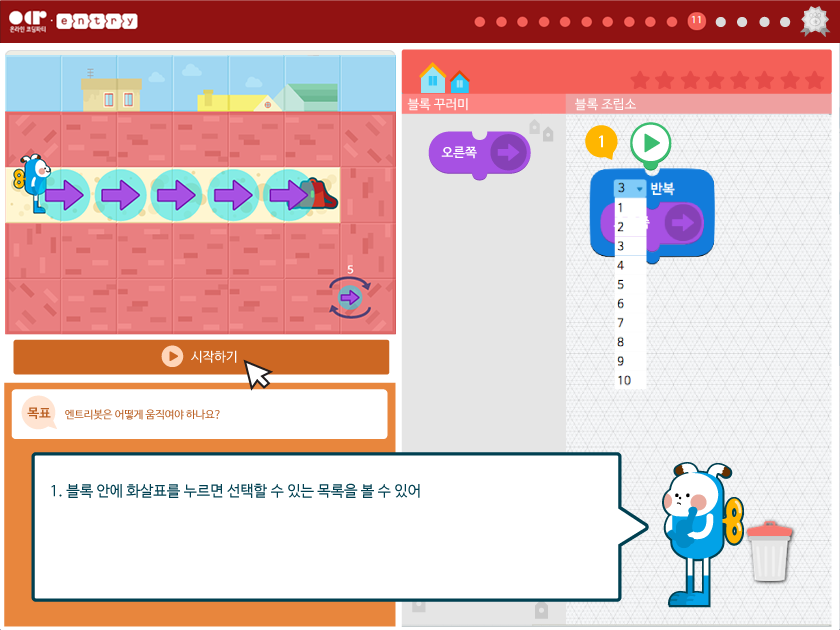 온라인 코딩파티
entry
11
블록 꾸러미
블록 조립소
오른쪽
1
3 반복
1
2
3
4
5
6
7
8
9
10
5
시작하기
목표
엔트리봇은 어떻게 움직여야 하나요?
1. 블록 안에 화살표를 누르면 선택할 수 있는 목록을 볼 수 있어